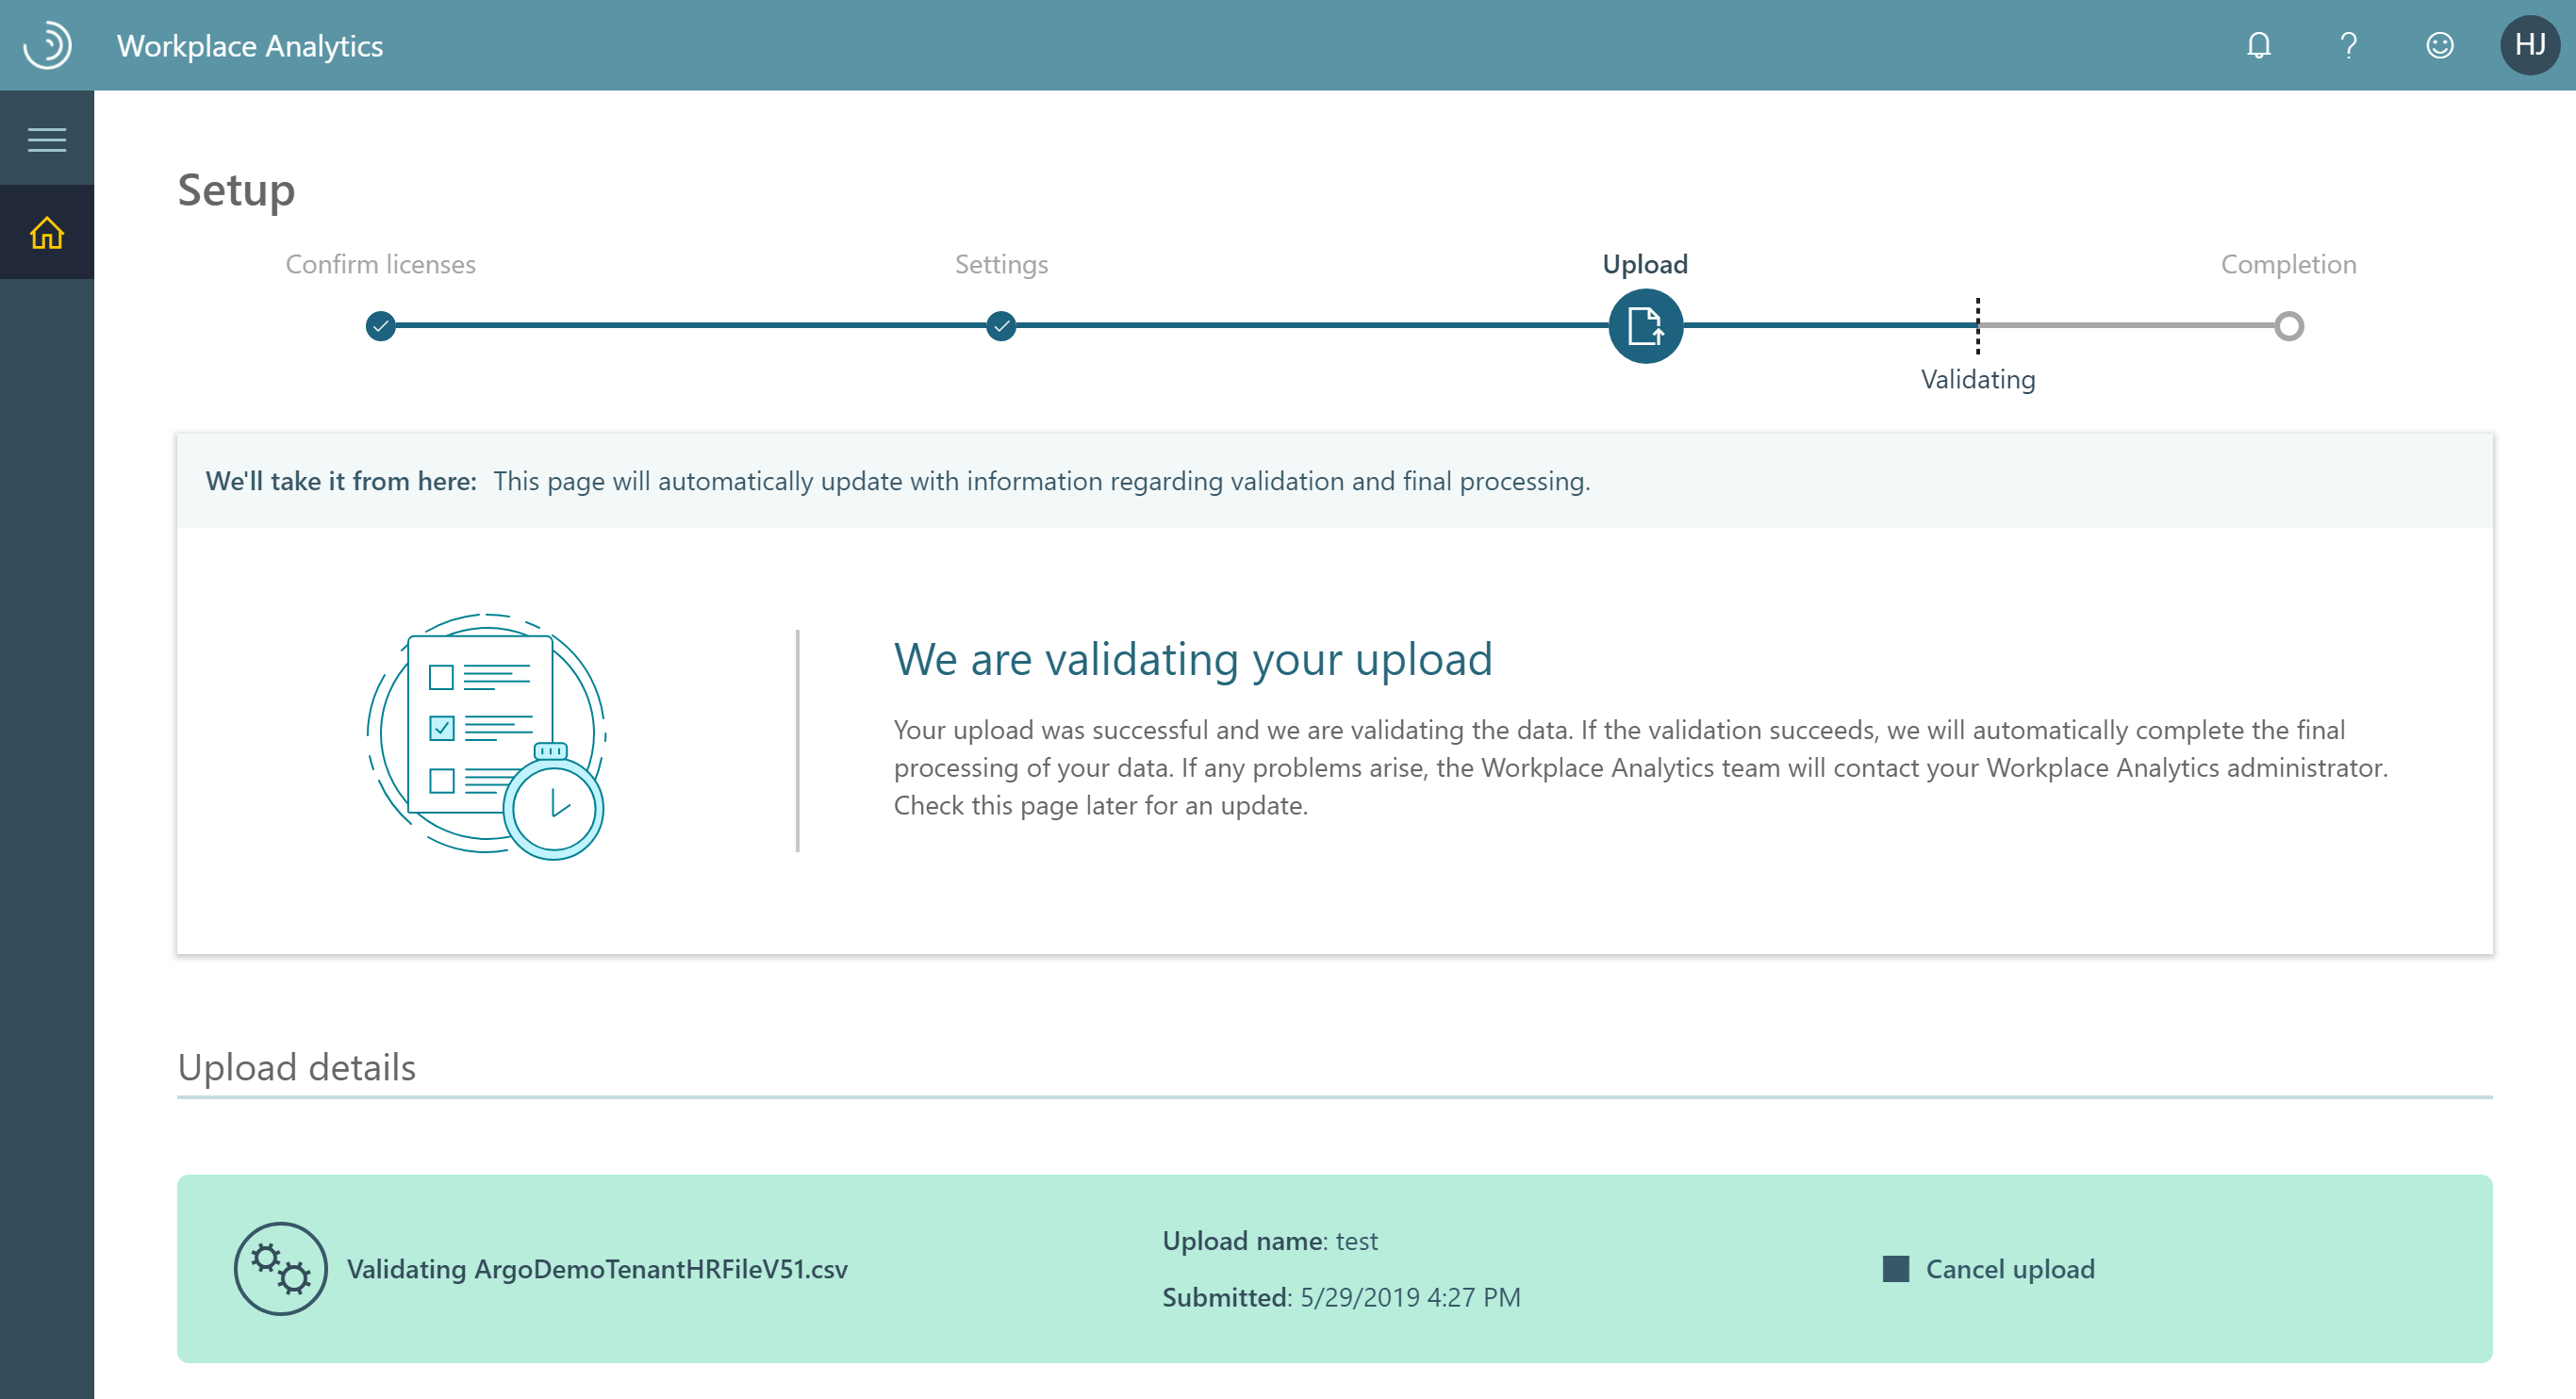 Workplace Analytics
HJ
Setup
Confirm licenses
Settings
Upload
Completion
Validating
We'll take it from here: This page will automatically update with information regarding validation and final processing.
We are validating your upload
Your upload was successful and we are validating the data. If the validation succeeds, we will automatically complete the final
processing of your data. If any problems arise, the Workplace Analytics team will contact your Workplace Analytics administrator.
Check this page later for an update.
Upload details
Validating ArgoDemoTenantHRFileV51.csv
Upload name: test
Submitted: 5/29/2019 4:27 PM
Cancel upload